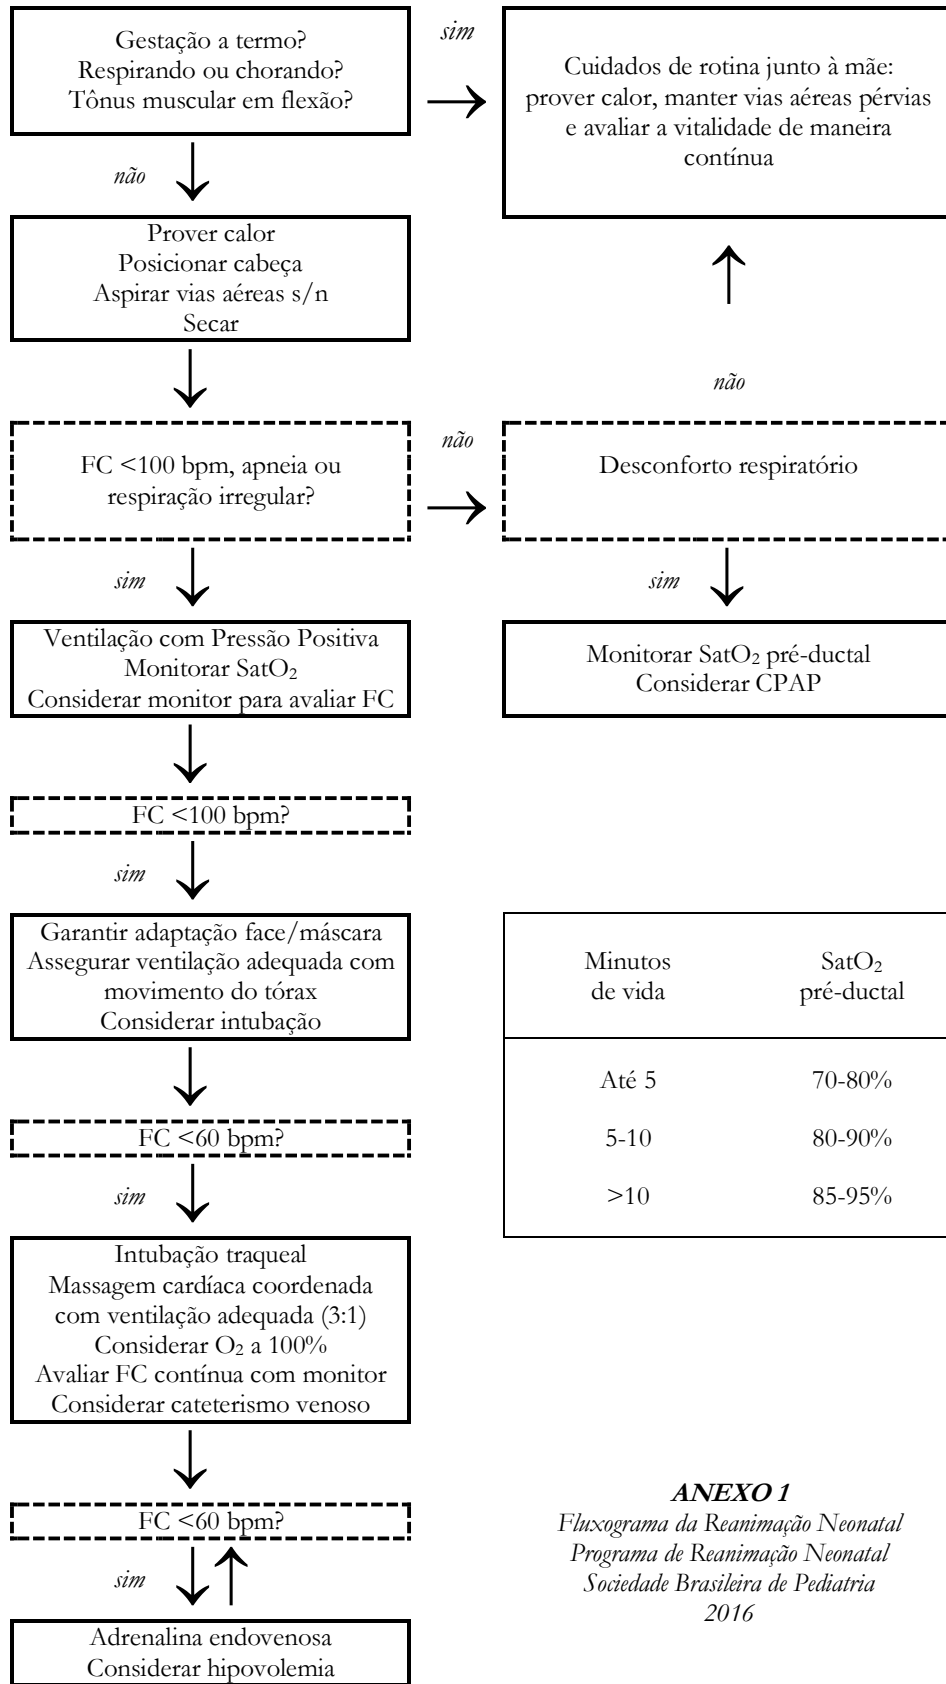 Gestação a termo?
Respirando ou chorando?
Tônus muscular em flexão?
sim
Cuidados de rotina junto à mãe:
prover calor, manter vias aéreas pérvias
e avaliar a vitalidade de maneira
contínua
não
Prover calor
Posicionar cabeça
Aspirar vias aéreas s/n
Secar
não
FC <100 bpm, apneia ou
respiração irregular?
não
Desconforto respiratório
sim
sim
Ventilação com Pressão Positiva
Monitorar SatO₂
Considerar monitor para avaliar FC
Monitorar SatO₂ pré-ductal
Considerar CPAP
FC <100 bpm?
sim
Garantir adaptação face/máscara
Assegurar ventilação adequada com
movimento do tórax
Considerar intubação
FC <60 bpm?
sim
Minutos de vida SatO₂ pré-ductal
Até 5 70-80%
5-10 80-90%
>10 85-95%
Intubação traqueal
Massagem cardíaca coordenada
com ventilação adequada (3:1)
Considerar O₂ a 100%
Avaliar FC contínua com monitor
Considerar cateterismo venoso
FC <60 bpm?
sim
Adrenalina endovenosa
Considerar hipovolemia
ANEXO 1
Fluxograma da Reanimação Neonatal
Programa de Reanimação Neonatal
Sociedade Brasileira de Pediatria
2016